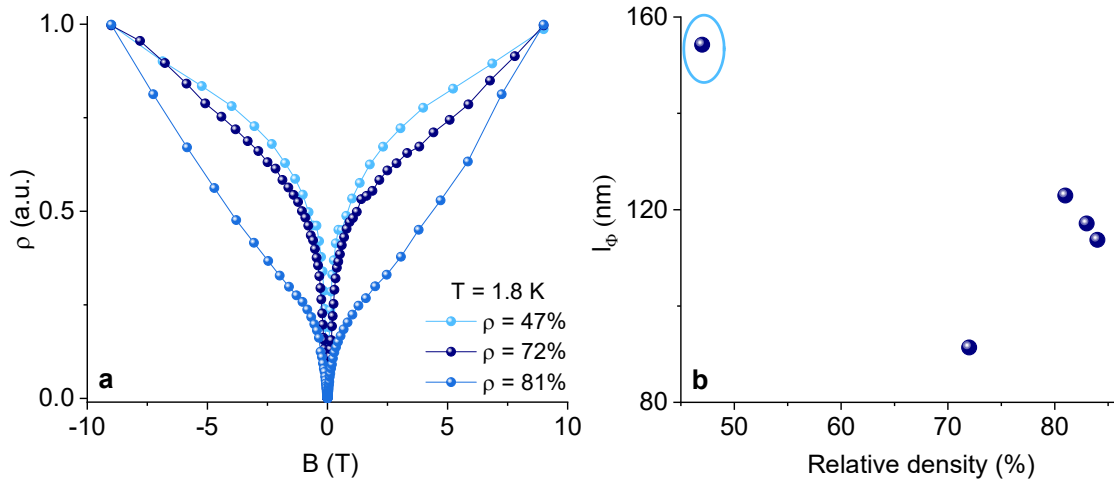 1.0
0.5
0.0
ρ (a.u.)
T = 1.8 K
ρ = 47%
ρ = 72%
ρ = 81%
a
-10
-5
0
5
10
B (T)
160
120
80
l_Φ (nm)
b
50
60
70
80
Relative density (%)